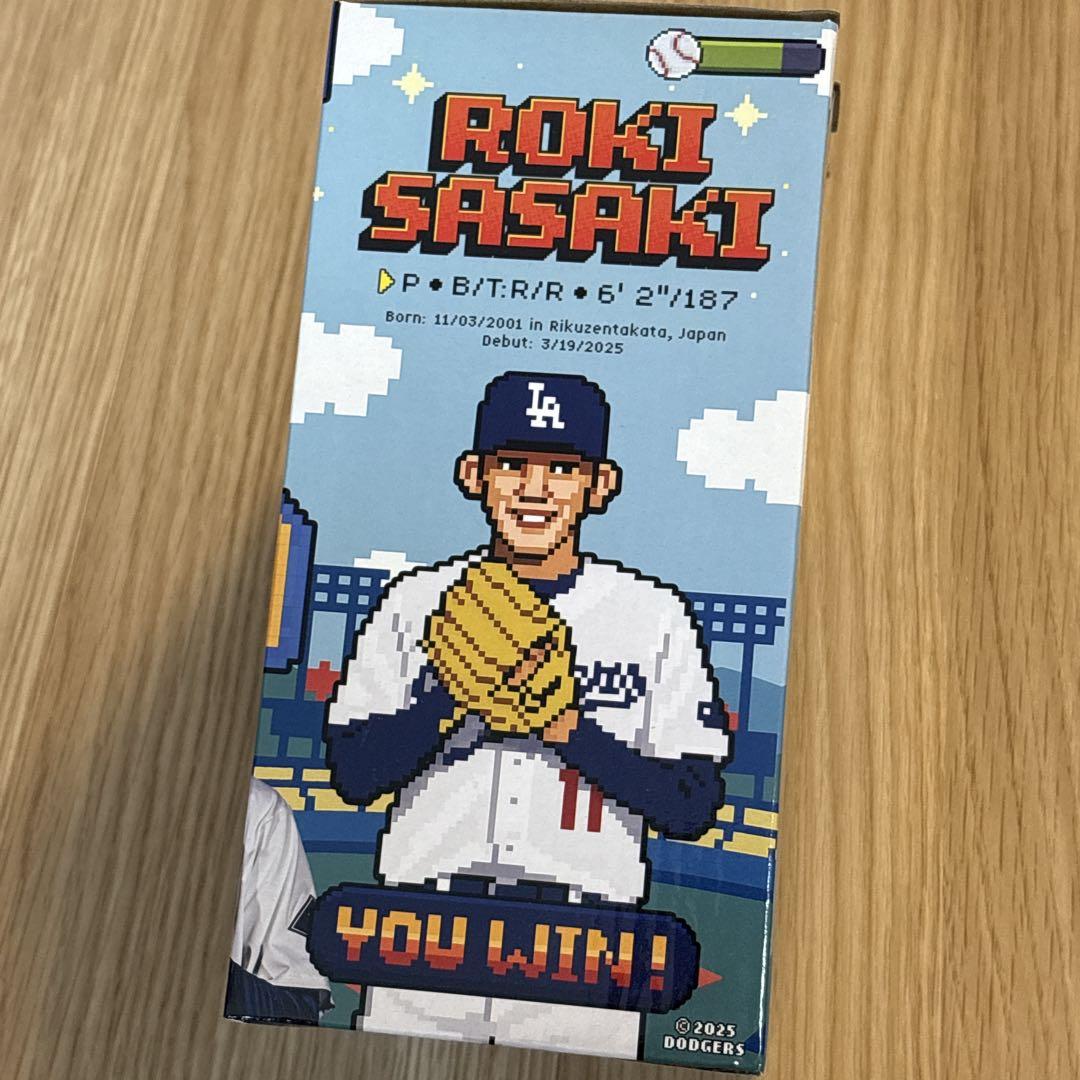 ROKI
SASAKI
P • B/T:R/R • 6' 2"/187
Born: 11/03/2001 in Rikuzentakata, Japan
Debut: 3/19/2025
LA
11
YOU WIN!
© 2025
DODGERS